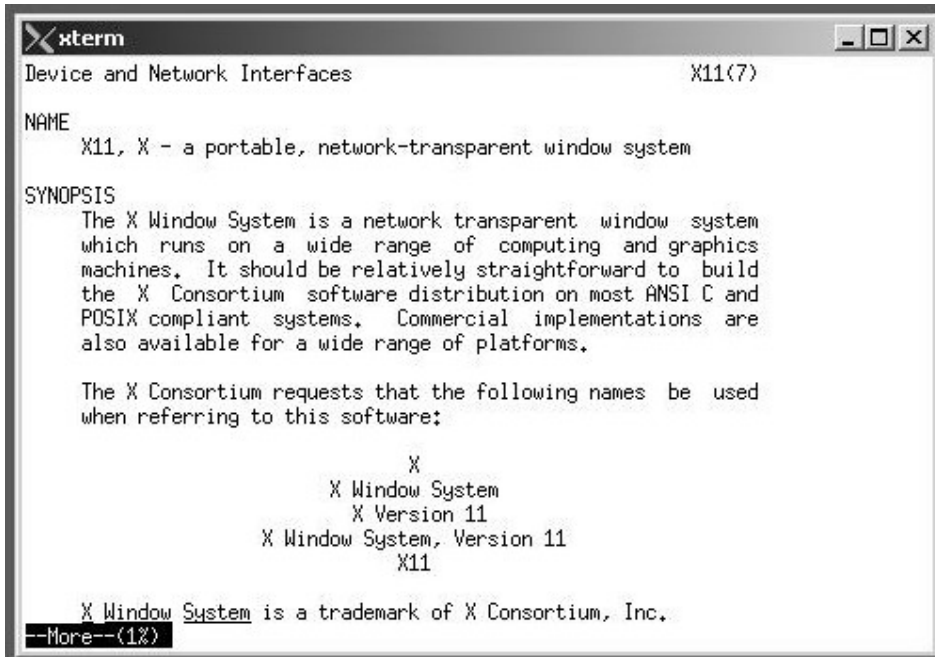 xterm
Device and Network Interfaces X11(7)
NAME
X11, X - a portable, network-transparent window system
SYNOPSIS
The X Window System is a network transparent window system
which runs on a wide range of computing and graphics
machines. It should be relatively straightforward to build
the X Consortium software distribution on most ANSI C and
POSIX compliant systems. Commercial implementations are
also available for a wide range of platforms.
The X Consortium requests that the following names be used
when referring to this software:
X
X Window System
X Version 11
X Window System, Version 11
X11
X Window System is a trademark of X Consortium, Inc.
--More--(1%)